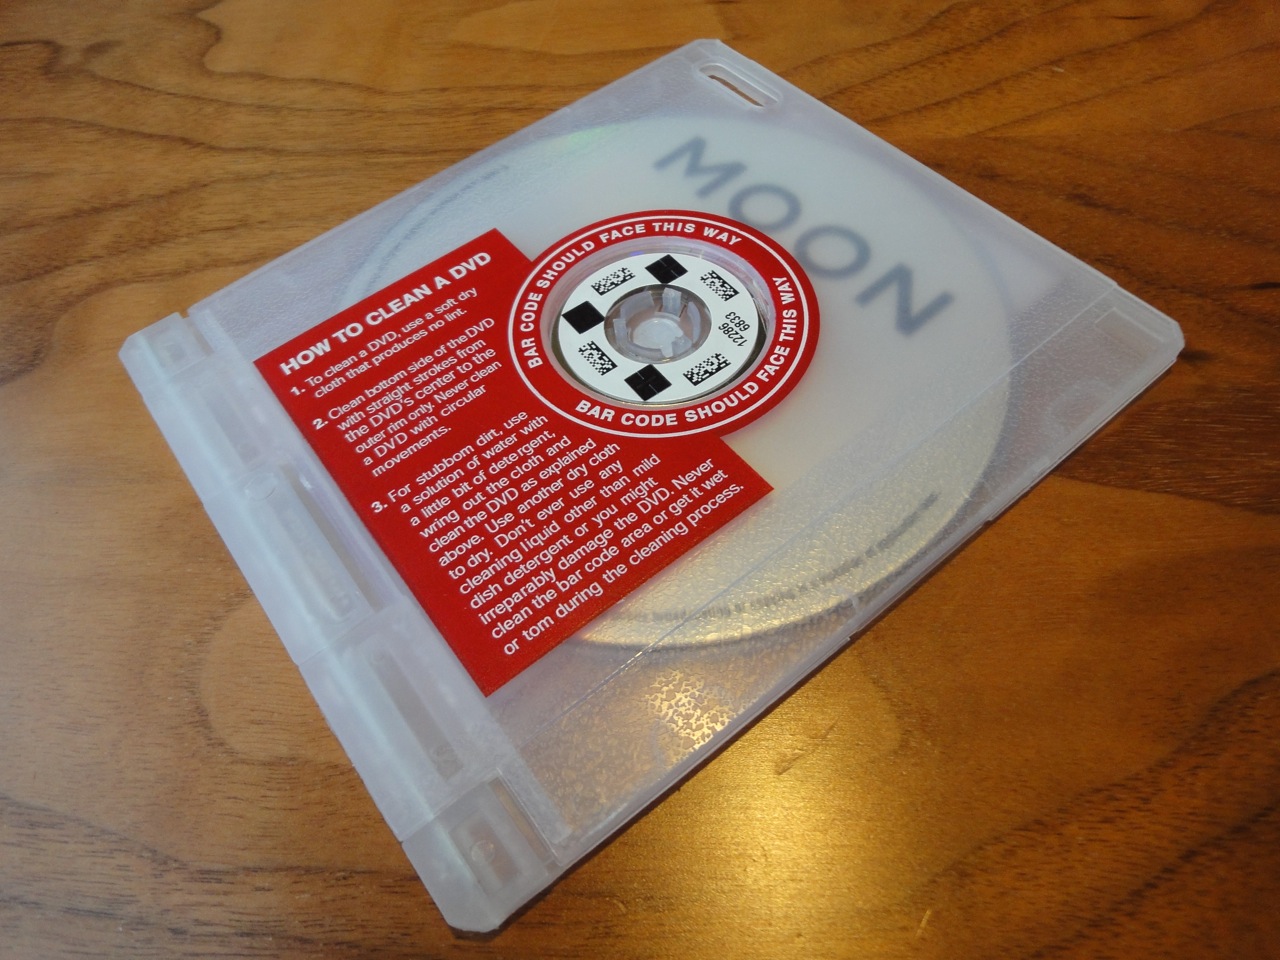 MOON
BAR CODE SHOULD FACE THIS WAY
BAR CODE SHOULD FACE THIS WAY
12286
6833
HOW TO CLEAN A DVD
1. To clean a DVD, use a soft dry
cloth that produces no lint.
2. Clean bottom side of the DVD
with straight strokes from
the DVD's center to the
outer rim only. Never clean
a DVD with circular
movements.
3. For stubborn dirt, use
a solution of water with
a little bit of detergent,
wring out the cloth and
clean the DVD as explained
above. Use another dry cloth
to dry. Don't ever use any
cleaning liquid other than mild
dish detergent or you might
irreparably damage the DVD. Never
clean the bar code area or get it wet
or torn during the cleaning process.